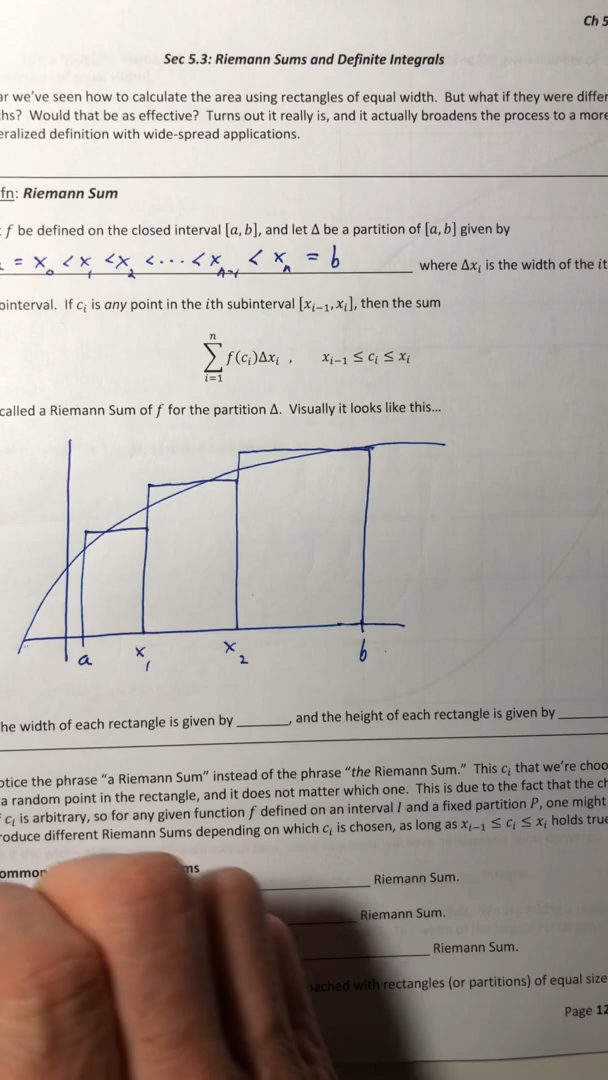 Ch 5
Sec 5.3: Riemann Sums and Definite Integrals
ar we've seen how to calculate the area using rectangles of equal width. But what if they were differ
hs? Would that be as effective? Turns out it really is, and it actually broadens the process to a more
eralized definition with wide-spread applications.
fn: Riemann Sum
f be defined on the closed interval [a, b], and let Δ be a partition of [a, b] given by
= x₀ < x₁ < x₂ < ... < xₙ₋₁ < xₙ = b where Δxᵢ is the width of the it
ointerval. If cᵢ is any point in the ith subinterval [xᵢ₋₁, xᵢ], then the sum
n
∑ f(cᵢ)Δxᵢ , xᵢ₋₁ ≤ cᵢ ≤ xᵢ
i=1
called a Riemann Sum of f for the partition Δ. Visually it looks like this...
a x₁ x₂ b
he width of each rectangle is given by ______, and the height of each rectangle is given by ______
otice the phrase "a Riemann Sum" instead of the phrase "the Riemann Sum." This cᵢ that we're choo
a random point in the rectangle, and it does not matter which one. This is due to the fact that the ch
f cᵢ is arbitrary, so for any given function f defined on an interval I and a fixed partition P, one might
roduce different Riemann Sums depending on which cᵢ is chosen, as long as xᵢ₋₁ ≤ cᵢ ≤ xᵢ holds true
ommon ms
______ Riemann Sum.
______ Riemann Sum.
______ Riemann Sum.
ached with rectangles (or partitions) of equal size
Page 12